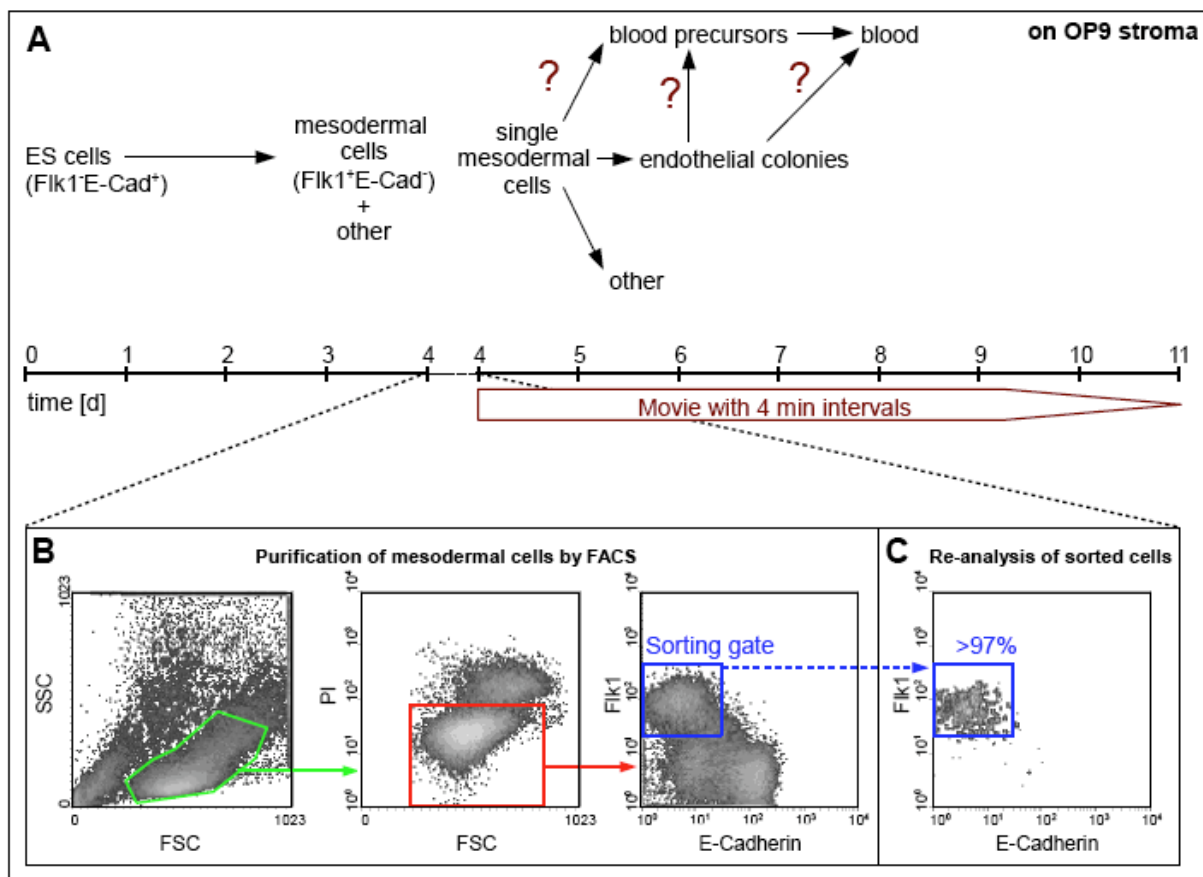 A
on OP9 stroma
blood precursors
blood
?
?
?
ES cells
(Flk1⁻E-Cad⁺)
mesodermal
cells
(Flk1⁺E-Cad⁻)
+
other
single
mesodermal
cells
endothelial colonies
other
0 1 2 4 4 5 6 7 8 9 10 11
time [d]
Movie with 4 min intervals
B
Purification of mesodermal cells by FACS
1023
SSC
0
0 1023
FSC
10⁴
10³
PI
10²
10¹
10⁰
0 1023
FSC
10⁴
10³
Sorting gate
Flk1
10²
10¹
10⁰
10⁰ 10¹ 10² 10³ 10⁴
E-Cadherin
C
Re-analysis of sorted cells
10⁴
10³
>97%
Flk1
10²
10¹
10⁰
10⁰ 10¹ 10² 10³ 10⁴
E-Cadherin